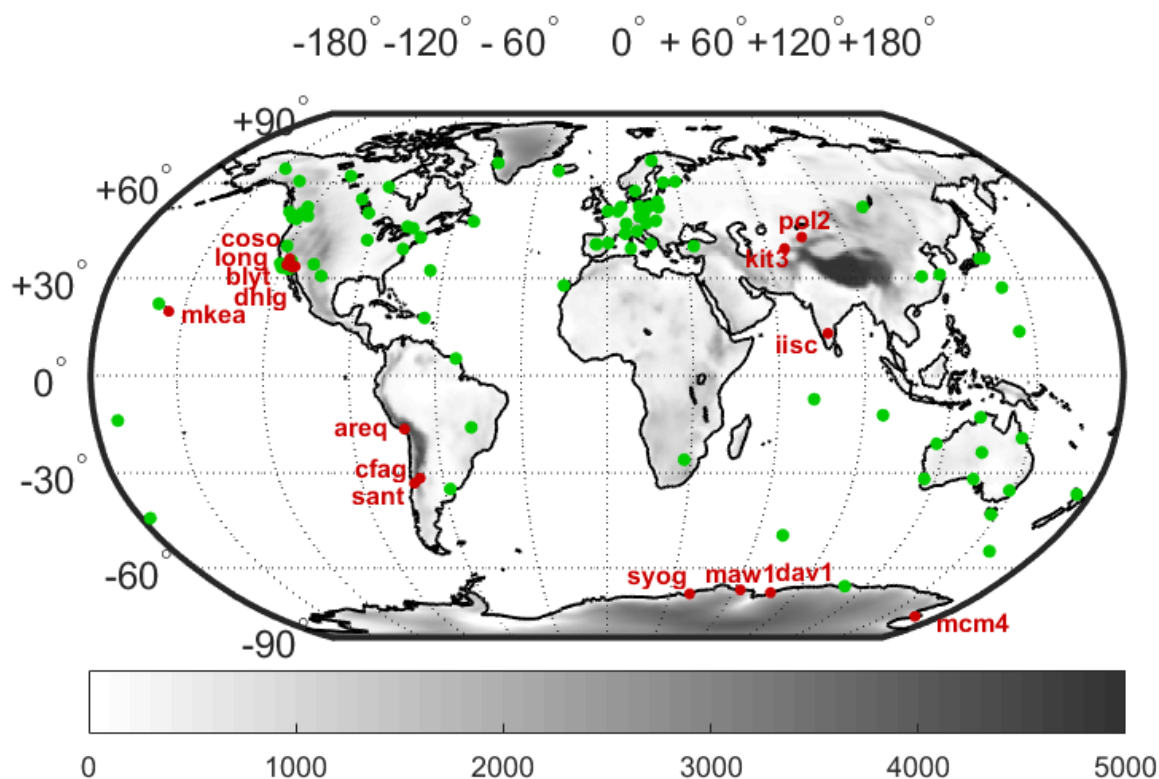 -180° -120° -60° 0° +60° +120° +180°
+90°
+60°
coso
long
blyt
dhlg
+30°
mkea
pol2
kit3
iisc
0°
areq
cfag
sant
-30°
-60°
syog maw1 dav1
mcm4
-90°
0 1000 2000 3000 4000 5000